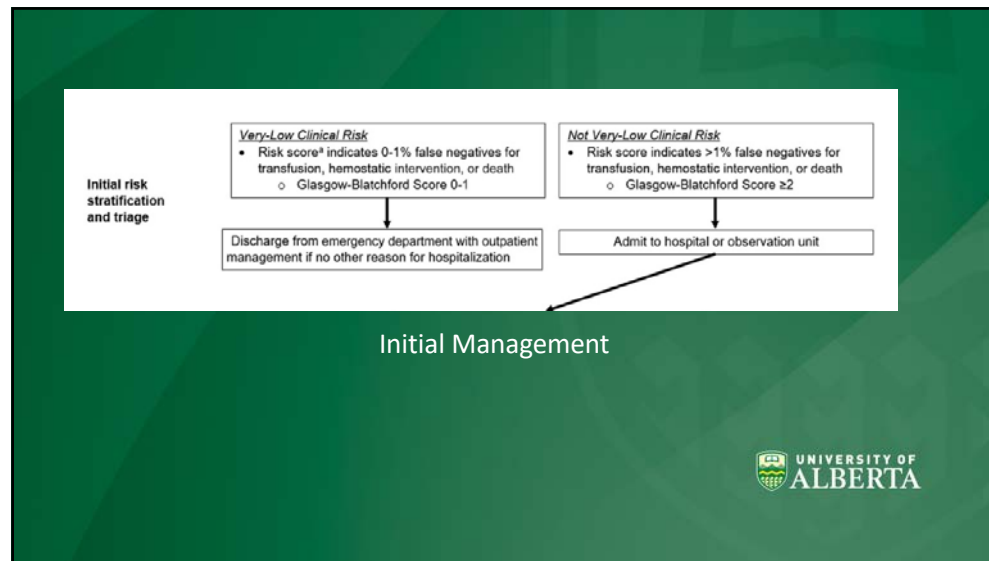 Initial risk
stratification
and triage
Very-Low Clinical Risk
• Risk scoreª indicates 0-1% false negatives for
transfusion, hemostatic intervention, or death
o Glasgow-Blatchford Score 0-1
Discharge from emergency department with outpatient
management if no other reason for hospitalization
Not Very-Low Clinical Risk
• Risk score indicates >1% false negatives for
transfusion, hemostatic intervention, or death
o Glasgow-Blatchford Score ≥2
Admit to hospital or observation unit
Initial Management
UNIVERSITY OF
ALBERTA